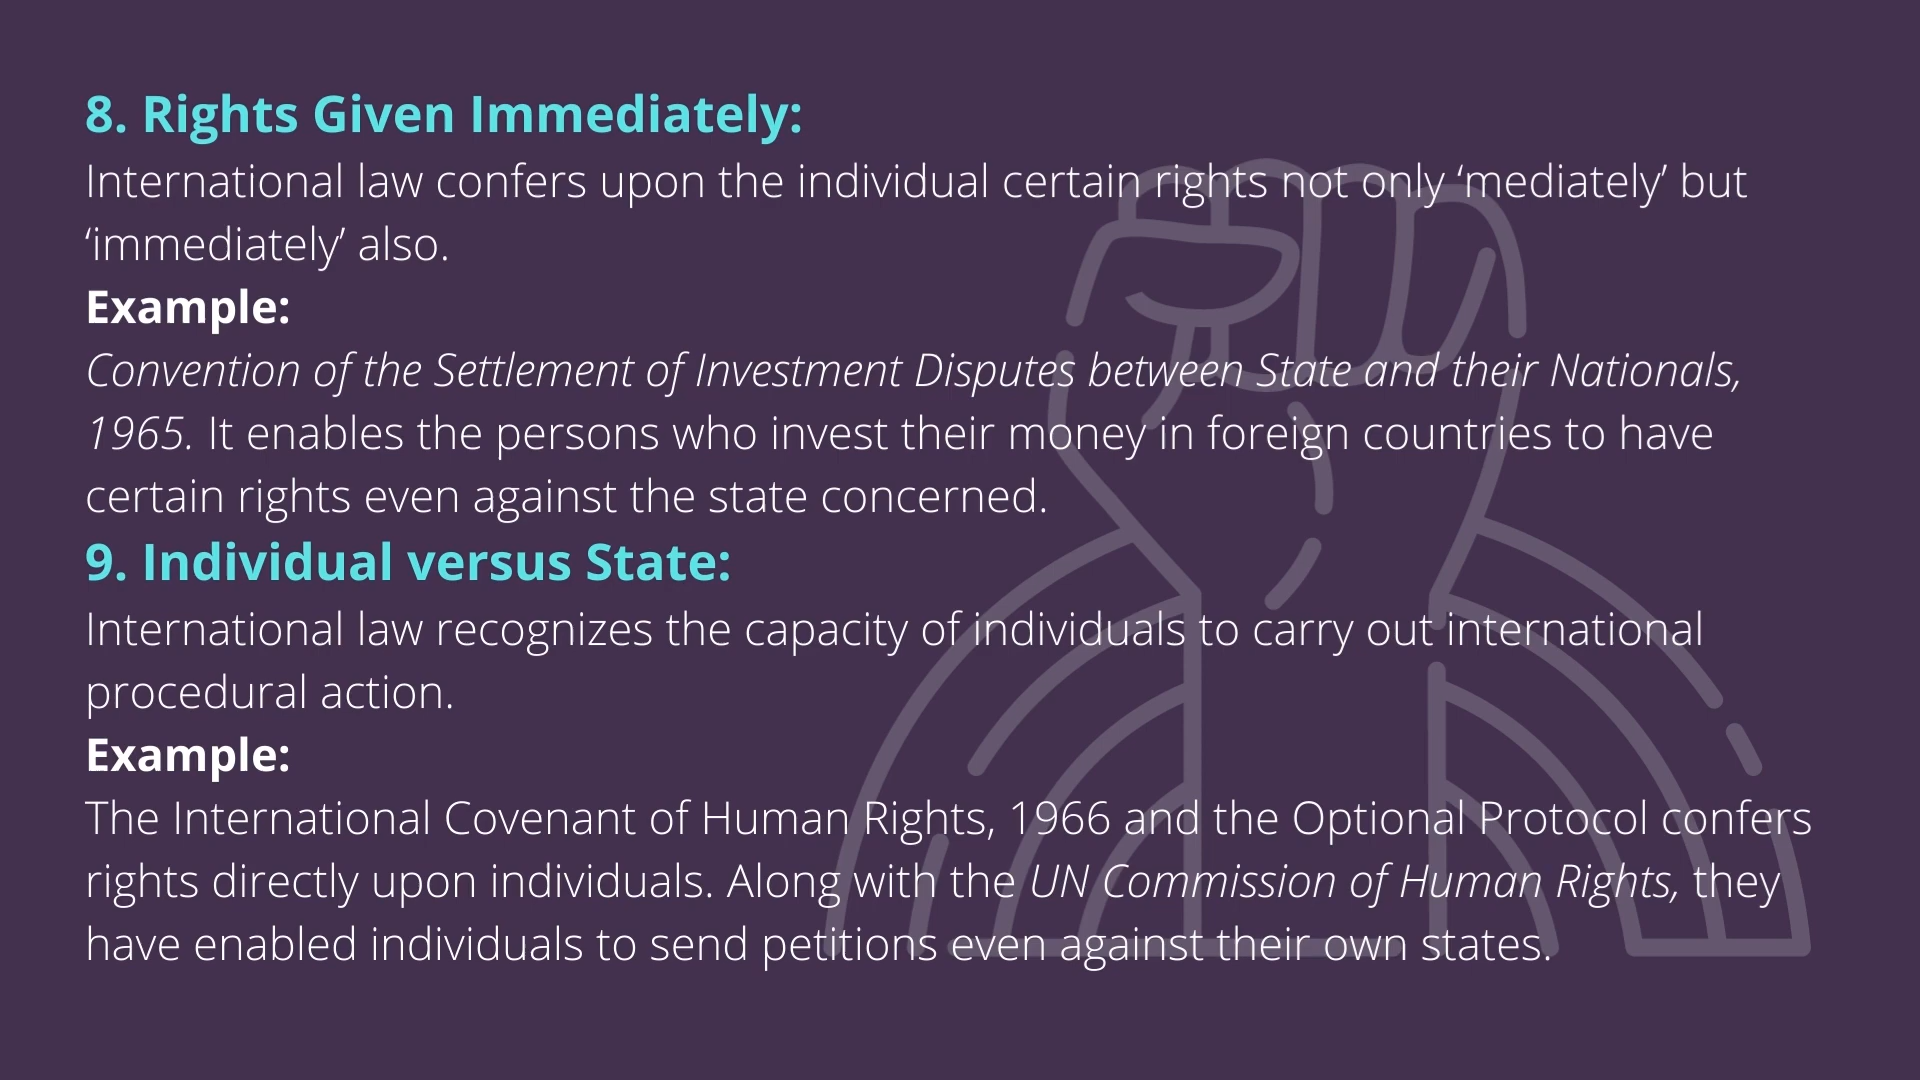 8. Rights Given Immediately:
International law confers upon the individual certain rights not only ‘mediately’ but
‘immediately’ also.
Example:
Convention of the Settlement of Investment Disputes between State and their Nationals,
1965. It enables the persons who invest their money in foreign countries to have
certain rights even against the state concerned.
9. Individual versus State:
International law recognizes the capacity of individuals to carry out international
procedural action.
Example:
The International Covenant of Human Rights, 1966 and the Optional Protocol confers
rights directly upon individuals. Along with the UN Commission of Human Rights, they
have enabled individuals to send petitions even against their own states.